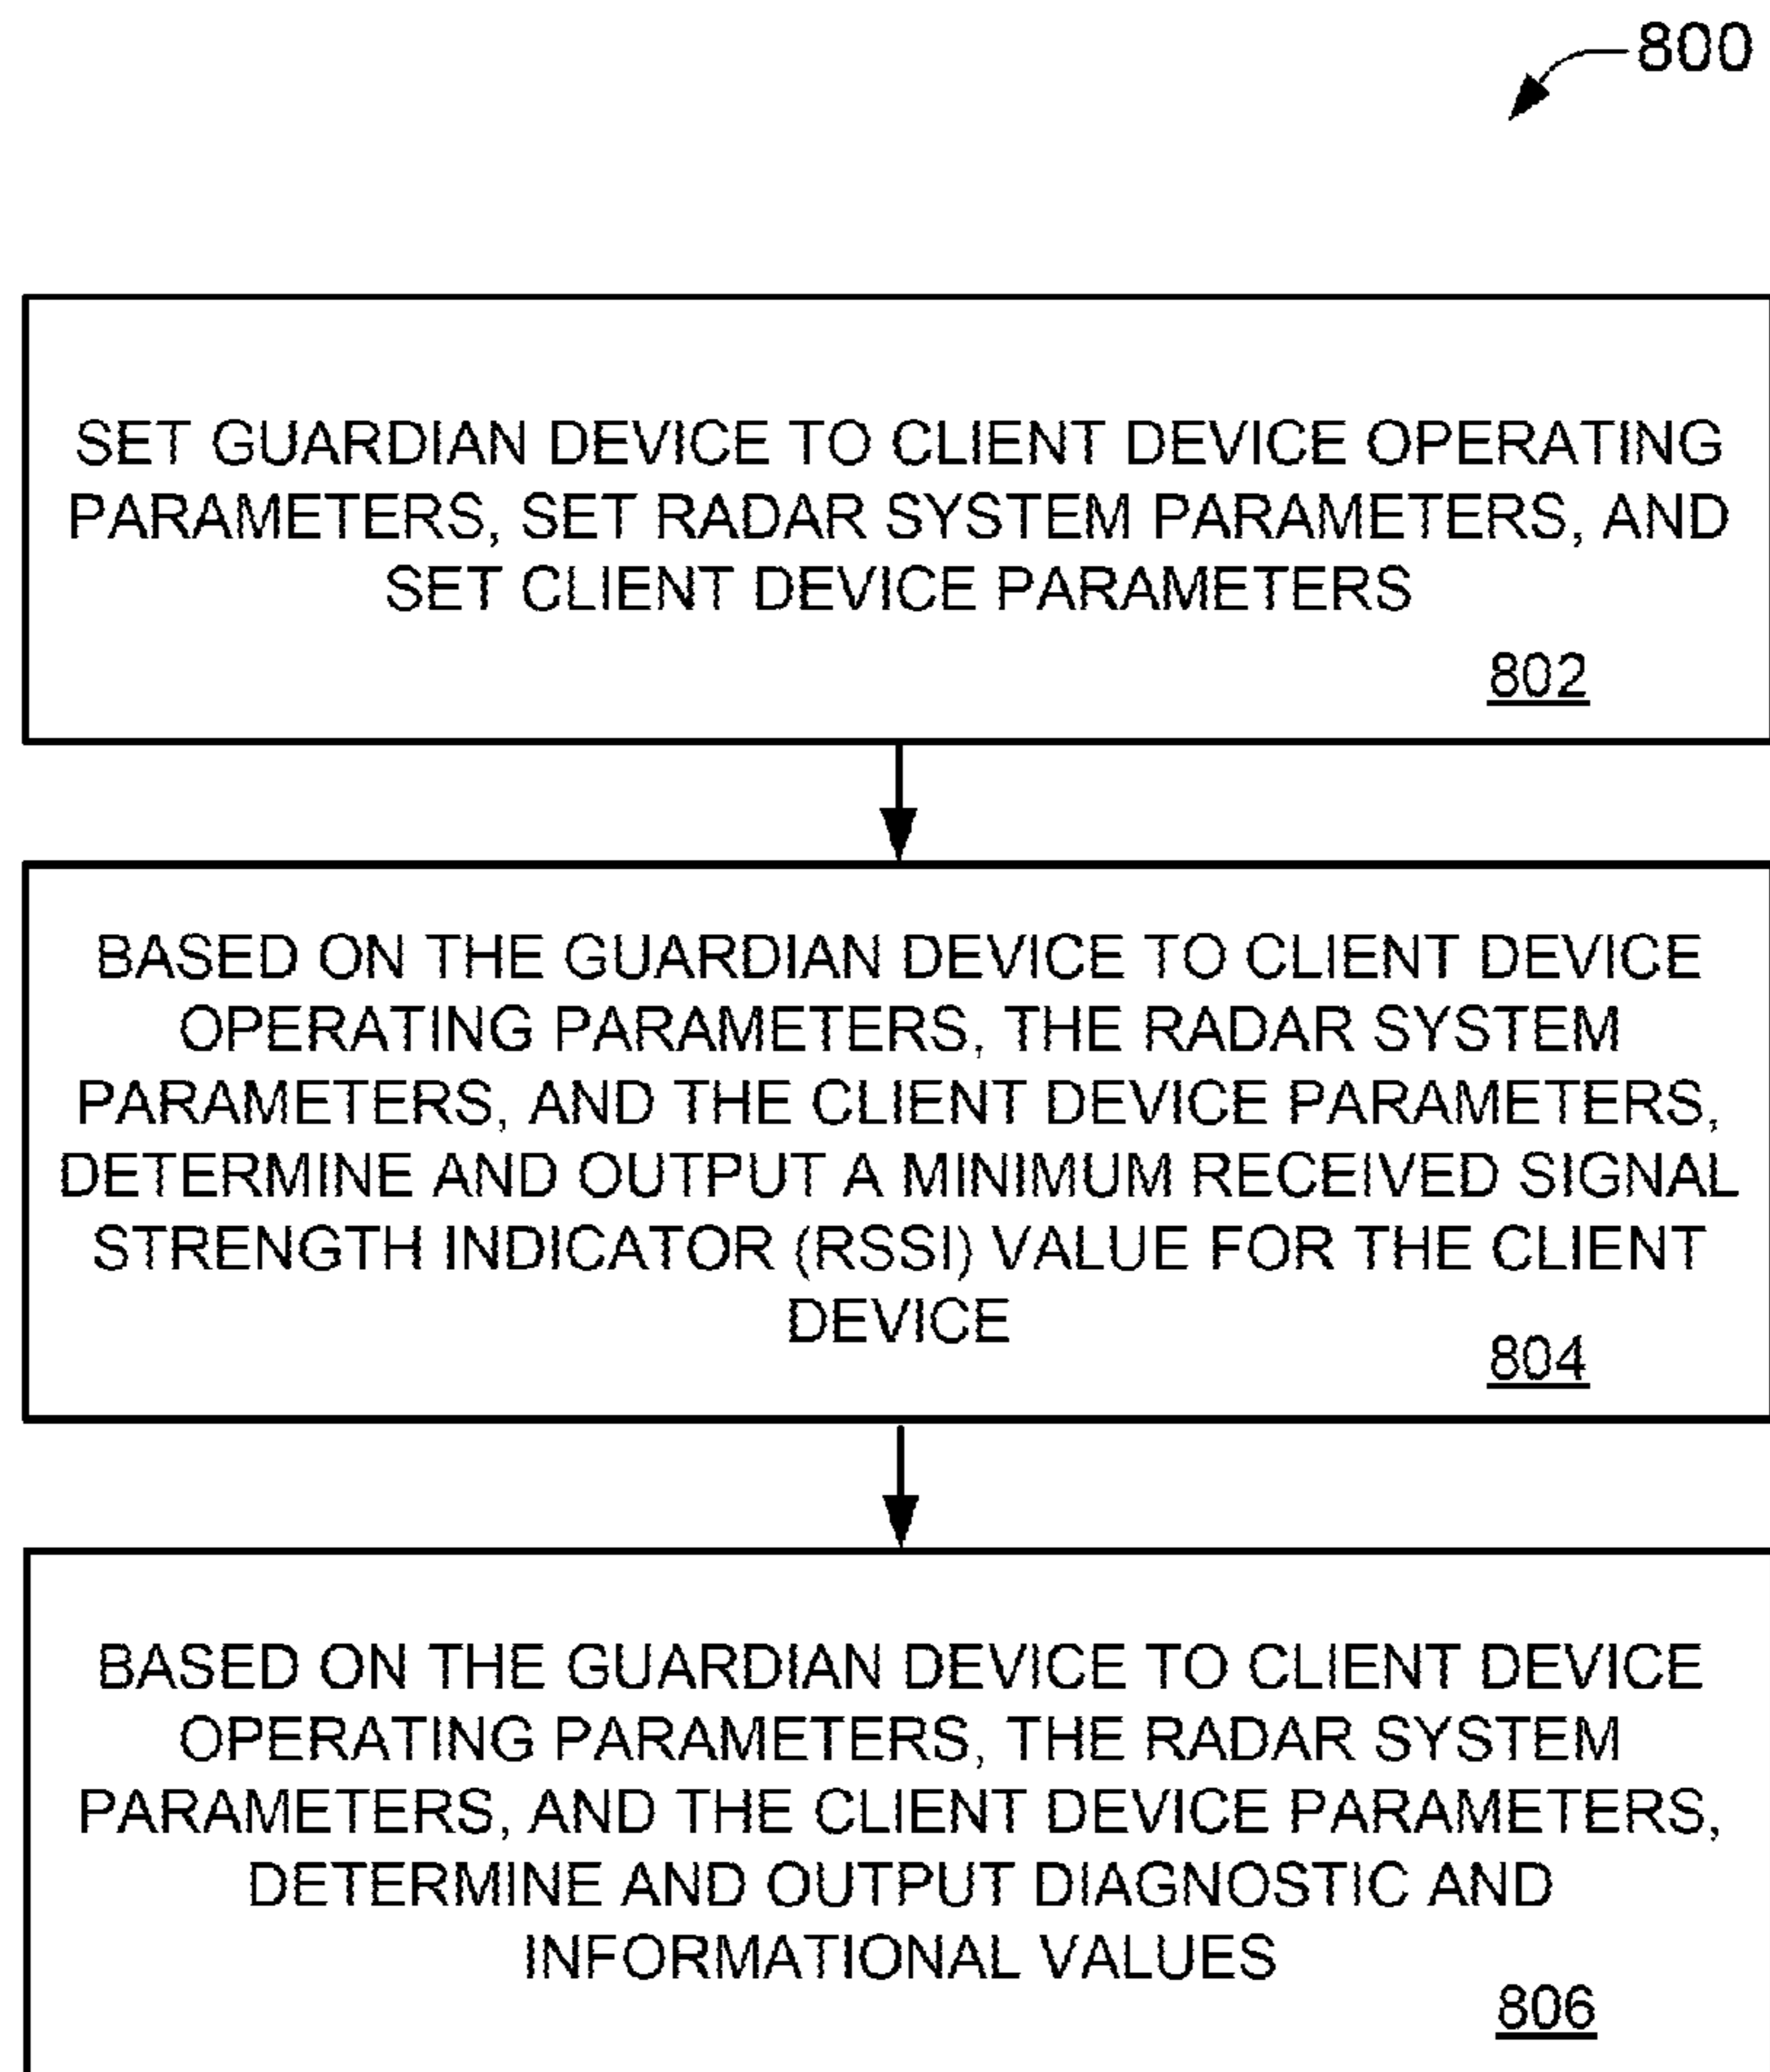 800
SET GUARDIAN DEVICE TO CLIENT DEVICE OPERATING
PARAMETERS, SET RADAR SYSTEM PARAMETERS, AND
SET CLIENT DEVICE PARAMETERS
802
BASED ON THE GUARDIAN DEVICE TO CLIENT DEVICE
OPERATING PARAMETERS, THE RADAR SYSTEM
PARAMETERS, AND THE CLIENT DEVICE PARAMETERS,
DETERMINE AND OUTPUT A MINIMUM RECEIVED SIGNAL
STRENGTH INDICATOR (RSSI) VALUE FOR THE CLIENT
DEVICE
804
BASED ON THE GUARDIAN DEVICE TO CLIENT DEVICE
OPERATING PARAMETERS, THE RADAR SYSTEM
PARAMETERS, AND THE CLIENT DEVICE PARAMETERS,
DETERMINE AND OUTPUT DIAGNOSTIC AND
INFORMATIONAL VALUES
806